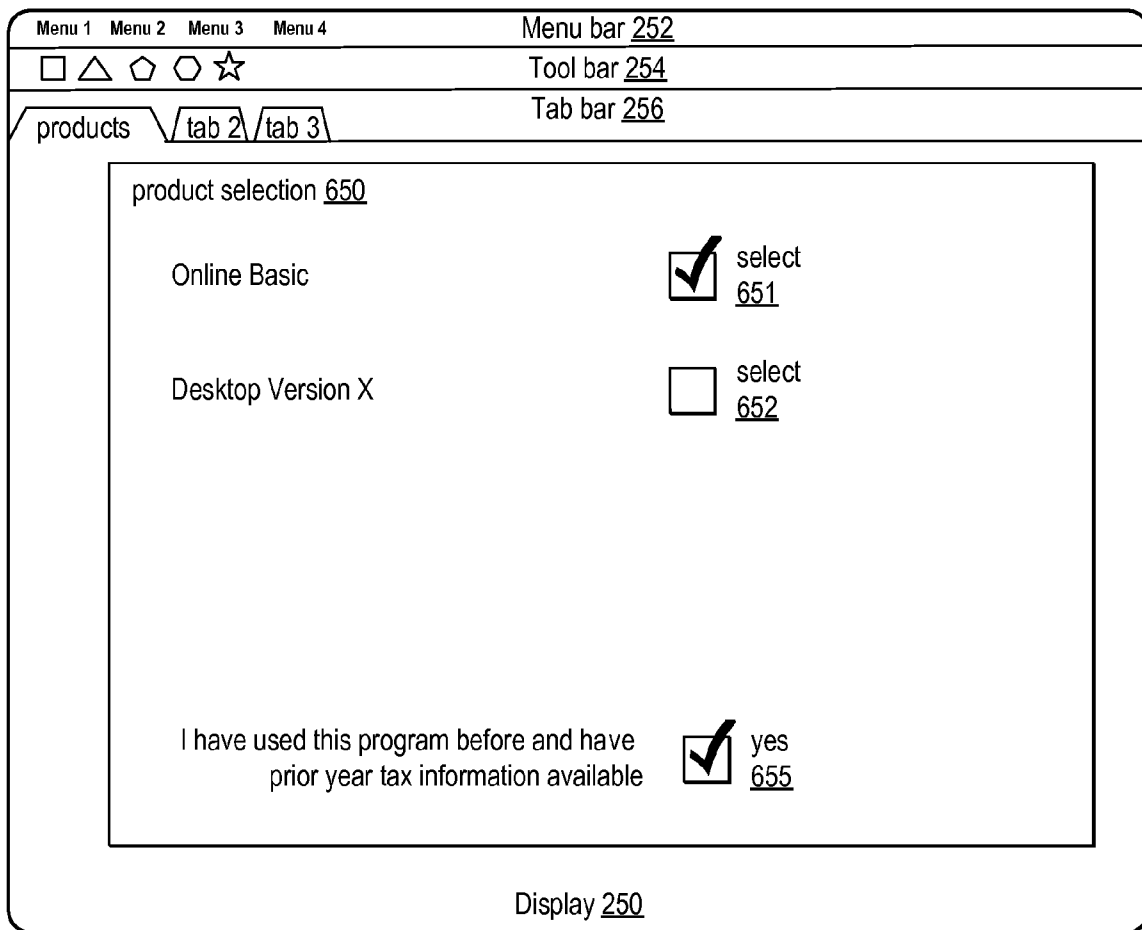 Menu 1 Menu 2 Menu 3 Menu 4 Menu bar 252
Tool bar 254
Tab bar 256
products tab 2 tab 3
product selection 650
Online Basic
select
651
Desktop Version X
select
652
I have used this program before and have
prior year tax information available
yes
655
Display 250